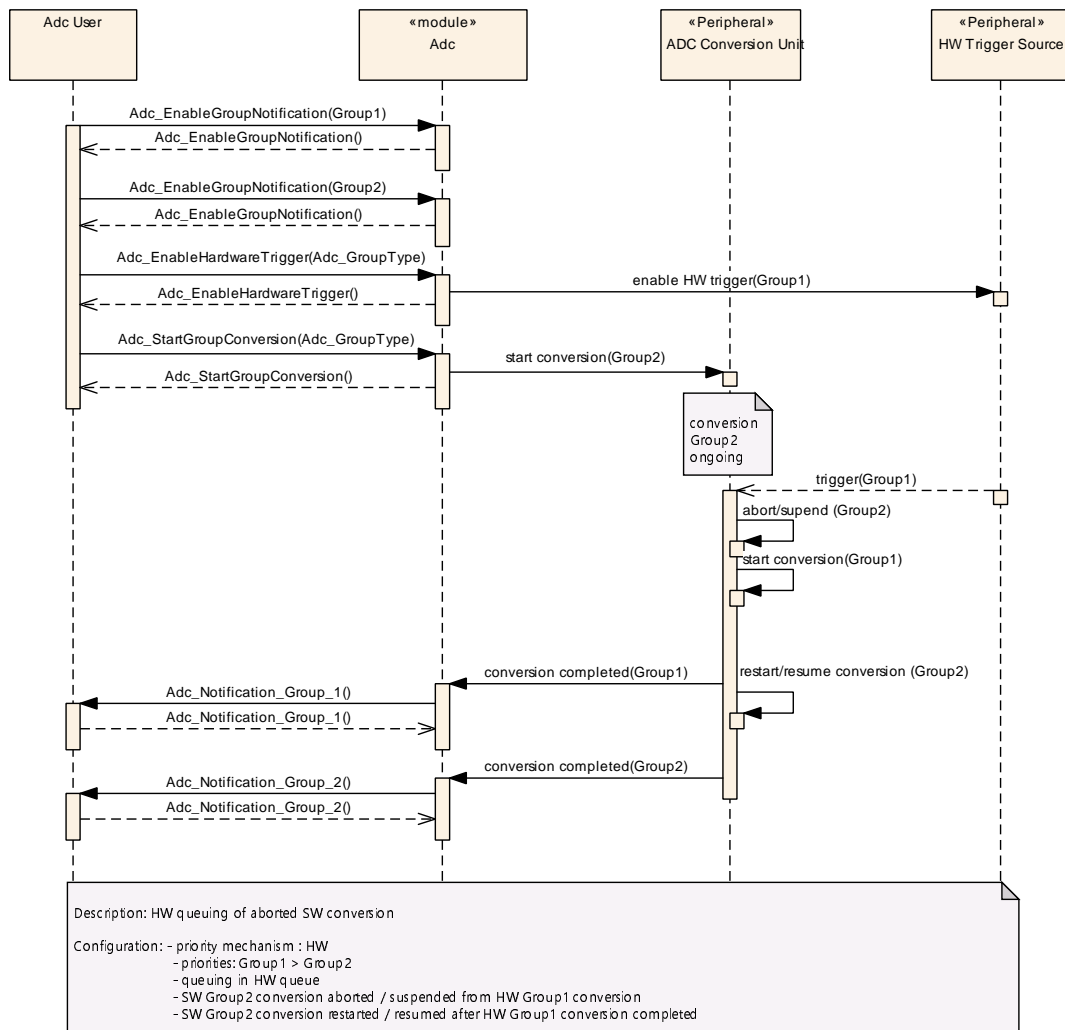 Adc User
«module»
Adc
«Peripheral»
ADC Conversion Unit
«Peripheral»
HW Trigger Source
Adc_EnableGroupNotification(Group1)
Adc_EnableGroupNotification()
Adc_EnableGroupNotification(Group2)
Adc_EnableGroupNotification()
Adc_EnableHardwareTrigger(Adc_GroupType)
enable HW trigger(Group1)
Adc_EnableHardwareTrigger()
Adc_StartGroupConversion(Adc_GroupType)
start conversion(Group2)
Adc_StartGroupConversion()
conversion
Group2
ongoing
trigger(Group1)
abort/supend (Group2)
start conversion(Group1)
conversion completed(Group1)
restart/resume conversion (Group2)
Adc_Notification_Group_1()
Adc_Notification_Group_1()
conversion completed(Group2)
Adc_Notification_Group_2()
Adc_Notification_Group_2()
Description: HW queuing of aborted SW conversion
Configuration: - priority mechanism : HW
- priorities: Group1 > Group2
- queuing in HW queue
- SW Group2 conversion aborted / suspended from HW Group1 conversion
- SW Group2 conversion restarted / resumed after HW Group1 conversion completed